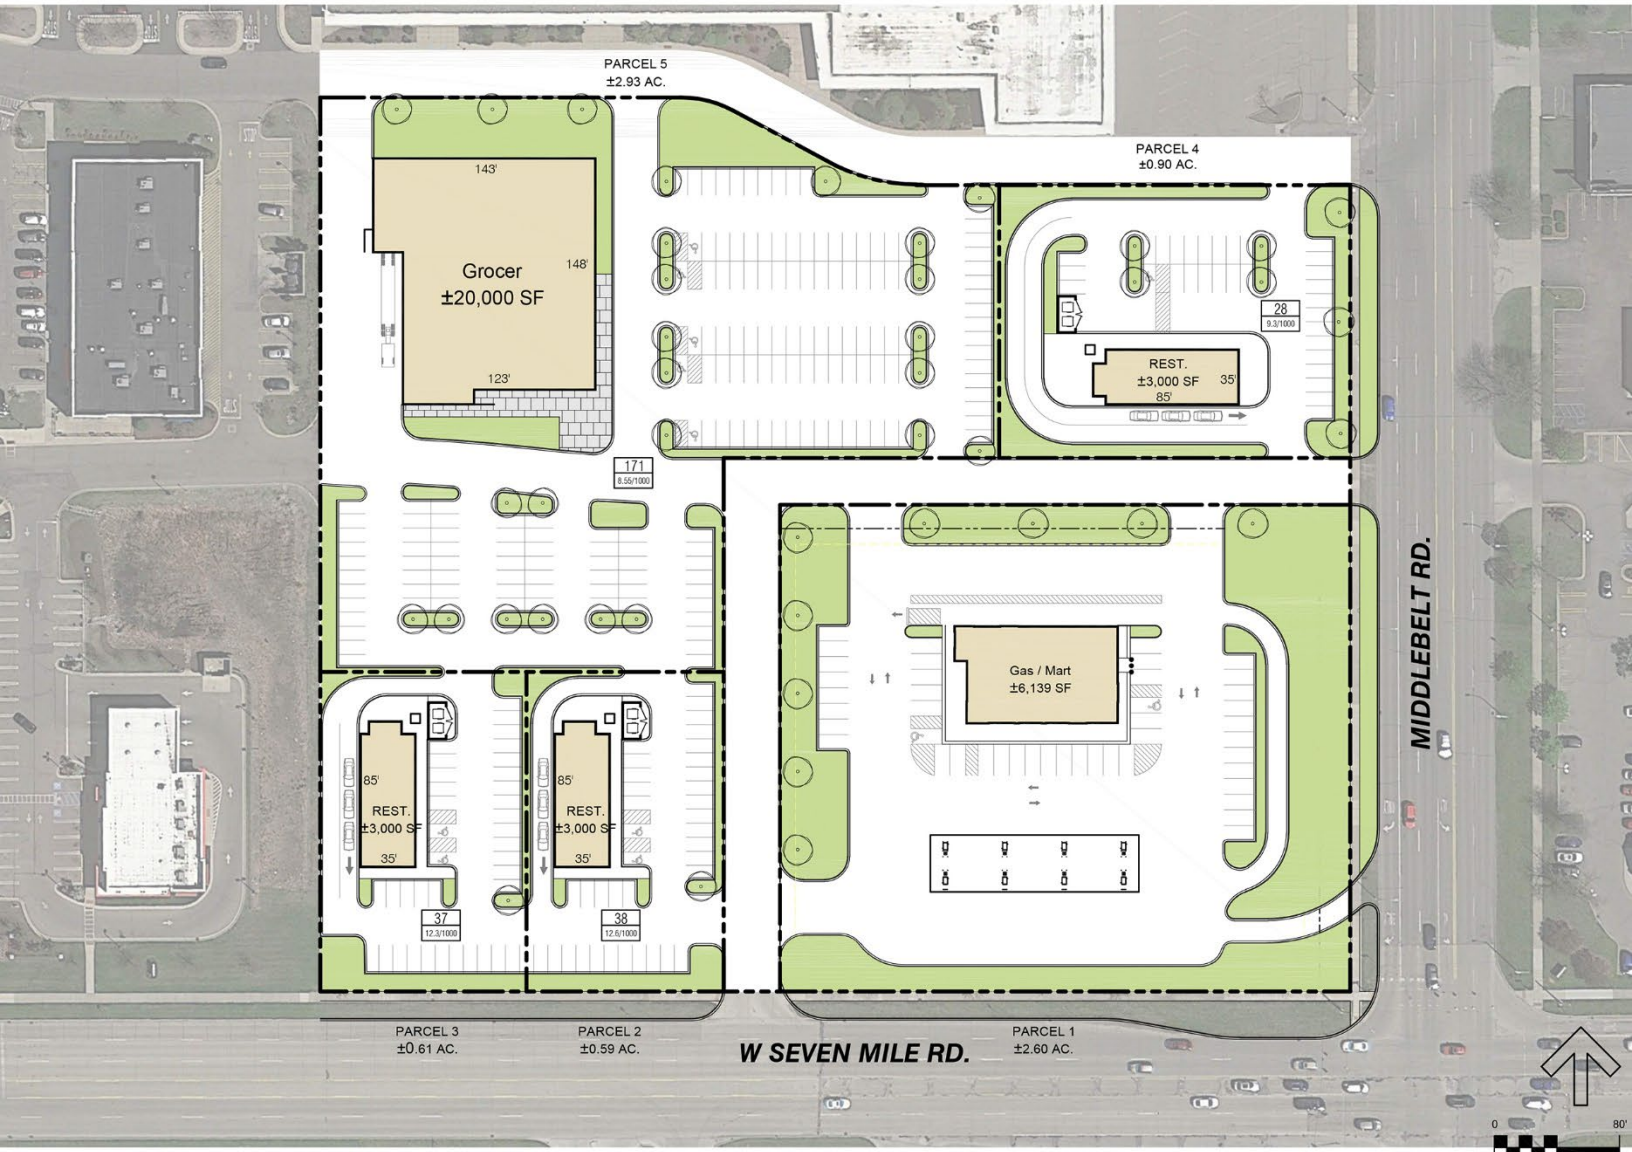 PARCEL 5
±2.93 AC.
PARCEL 4
±0.90 AC.
143'
148'
Grocer
±20,000 SF
123'
28
9.3/1000
REST.
±3,000 SF
35'
85'
171
8.55/1000
MIDDLEBELT RD.
Gas / Mart
±6,139 SF
85'
REST.
±3,000 SF
35'
85'
REST.
±3,000 SF
35'
37
12.3/1000
38
12.6/1000
PARCEL 3
±0.61 AC.
PARCEL 2
±0.59 AC.
W SEVEN MILE RD.
PARCEL 1
±2.60 AC.
0
80'